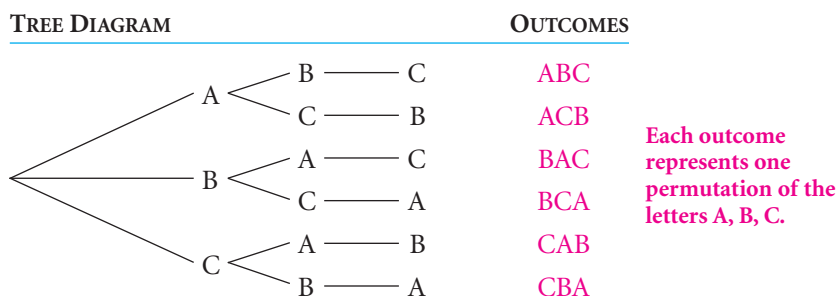 TREE DIAGRAM OUTCOMES
B C ABC
A
C B ACB
A C BAC
B
C A BCA
A B CAB
C
B A CBA
Each outcome
represents one
permutation of the
letters A, B, C.